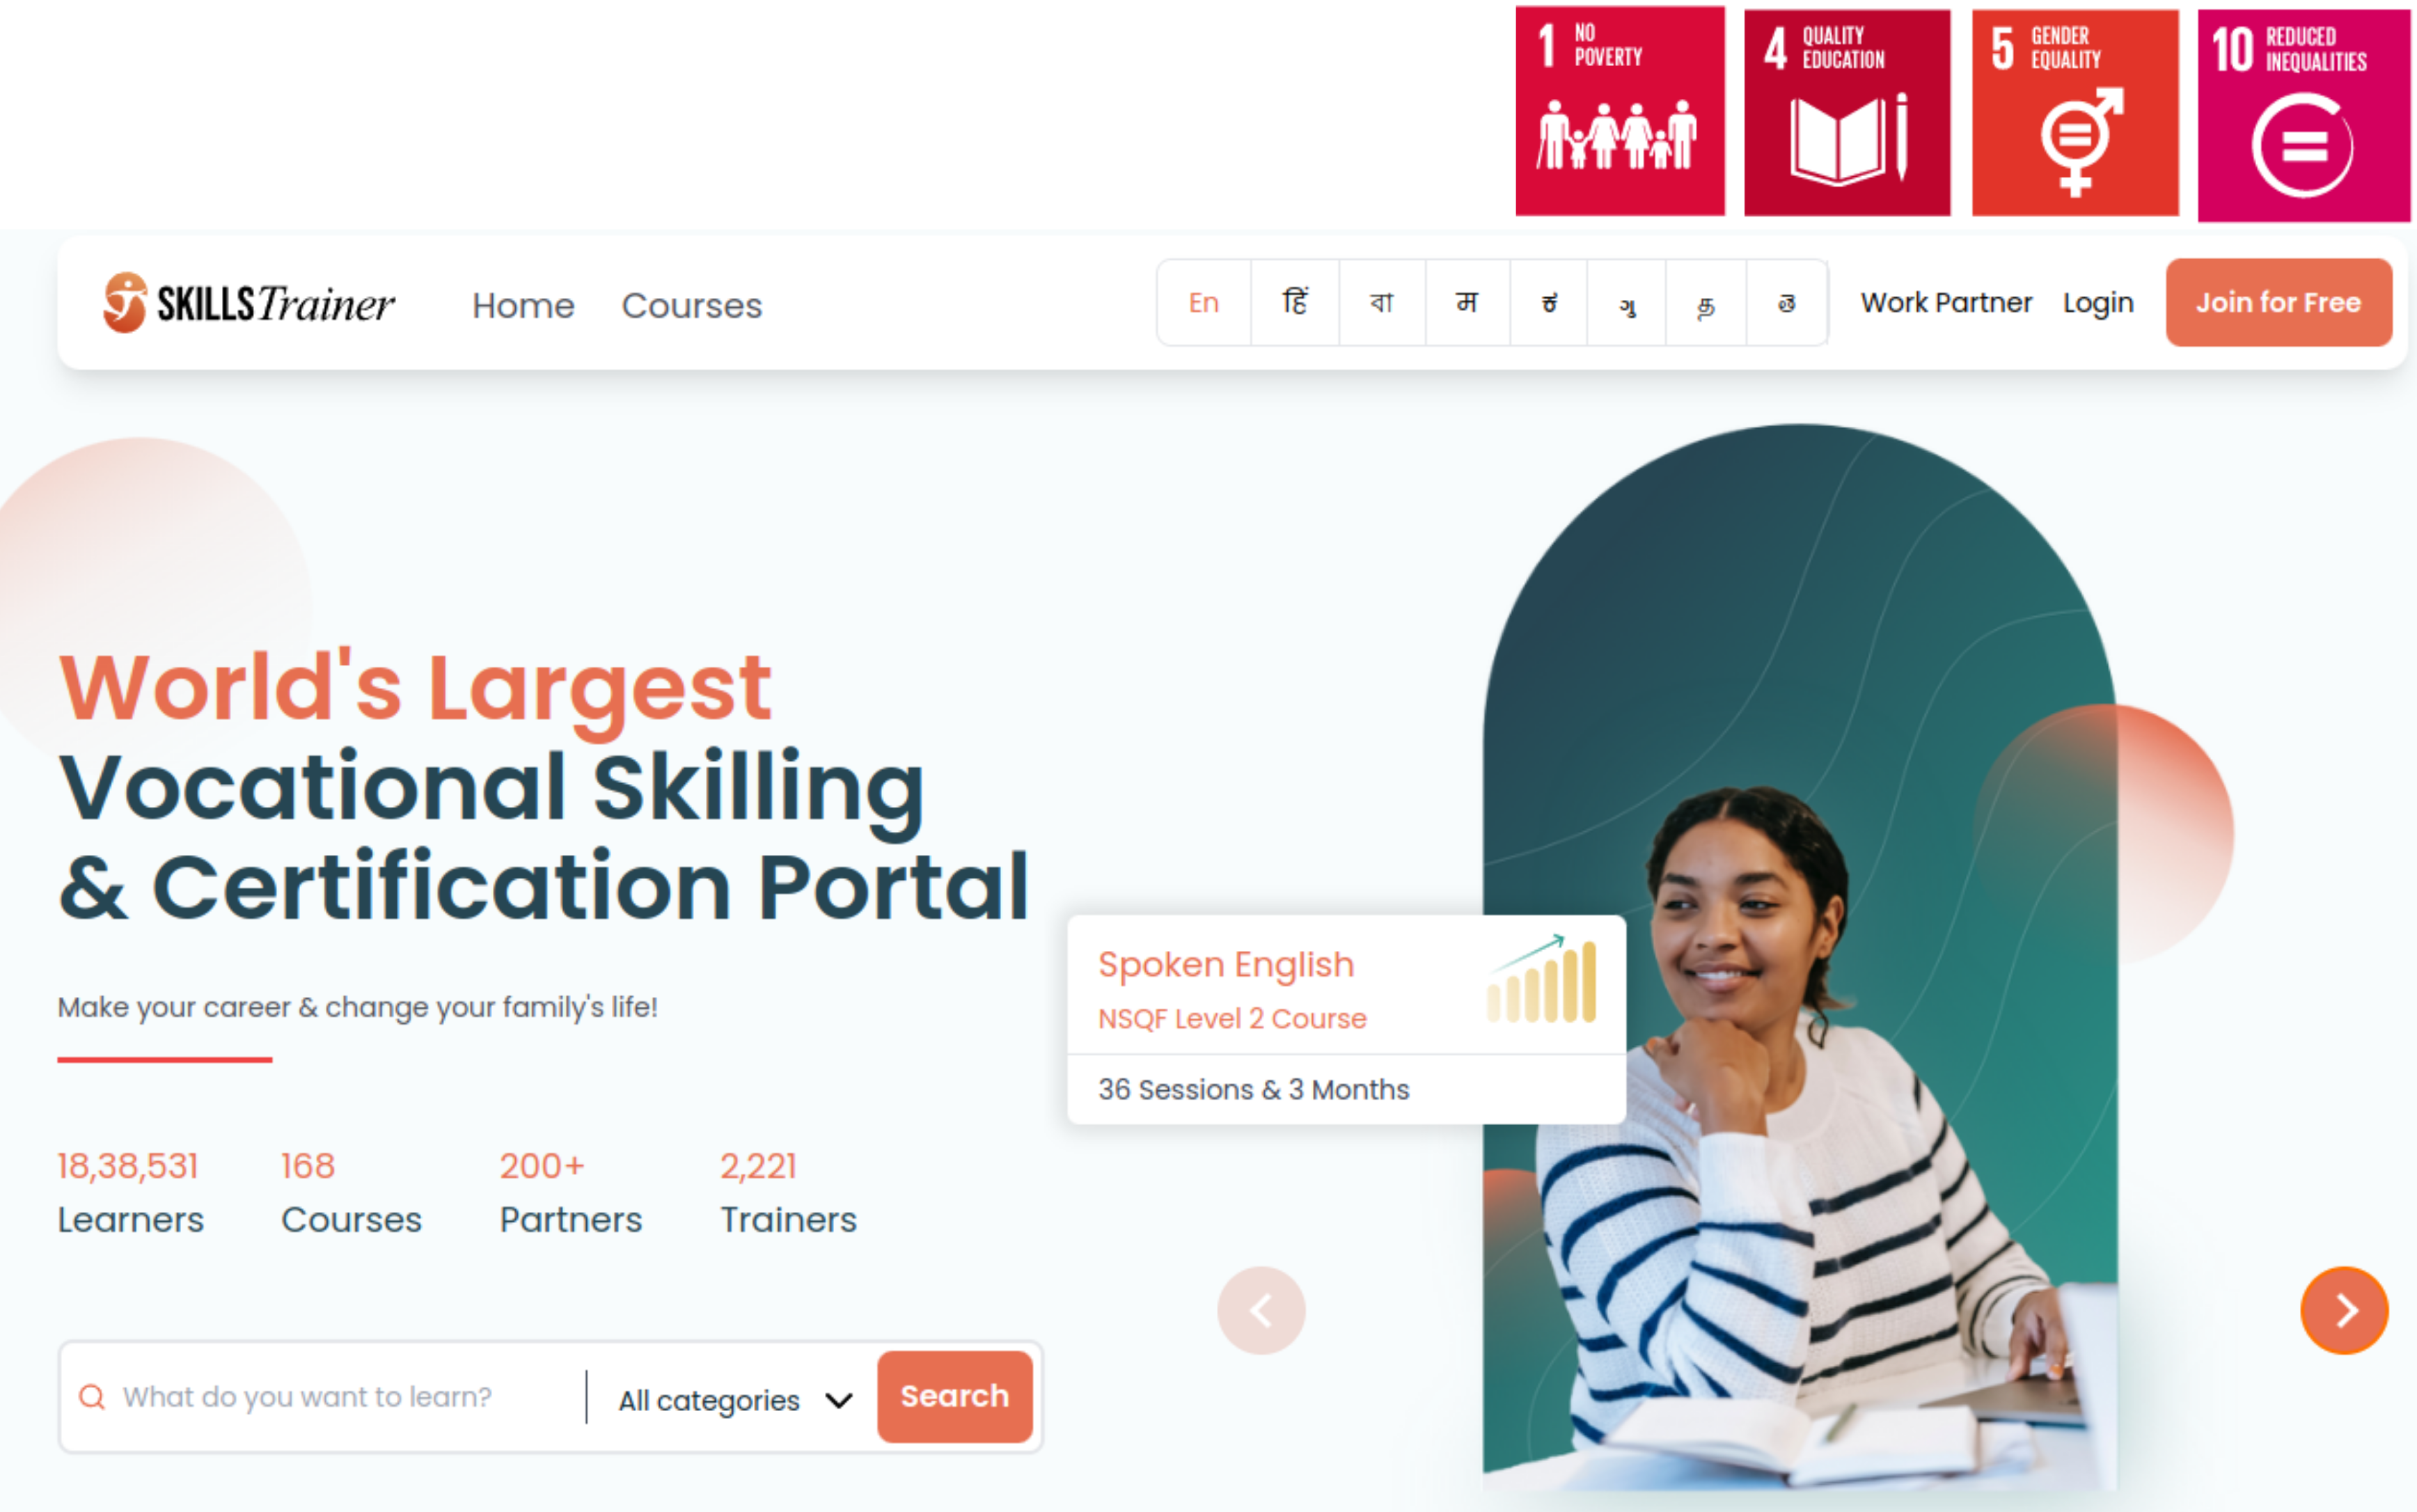 1 NO POVERTY
4 QUALITY EDUCATION
5 GENDER EQUALITY
10 REDUCED INEQUALITIES
SKILLSTrainer
Home
Courses
En
हिं
বা
म
ಕ
ગુ
த
తె
Work Partner
Login
Join for Free
World's Largest
Vocational Skilling
& Certification Portal
Make your career & change your family's life!
18,38,531
Learners
168
Courses
200+
Partners
2,221
Trainers
What do you want to learn?
All categories
Search
Spoken English
NSQF Level 2 Course
36 Sessions & 3 Months